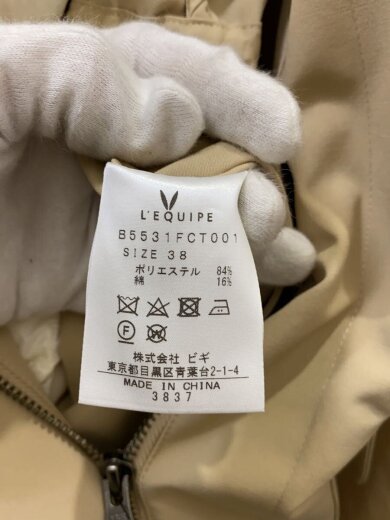 L'EQUIPE
B5531FCT001
SIZE 38
ポリエステル 84%
綿 16%
F W
株式会社 ビギ
東京都目黒区青葉台2-1-4
MADE IN CHINA
3837